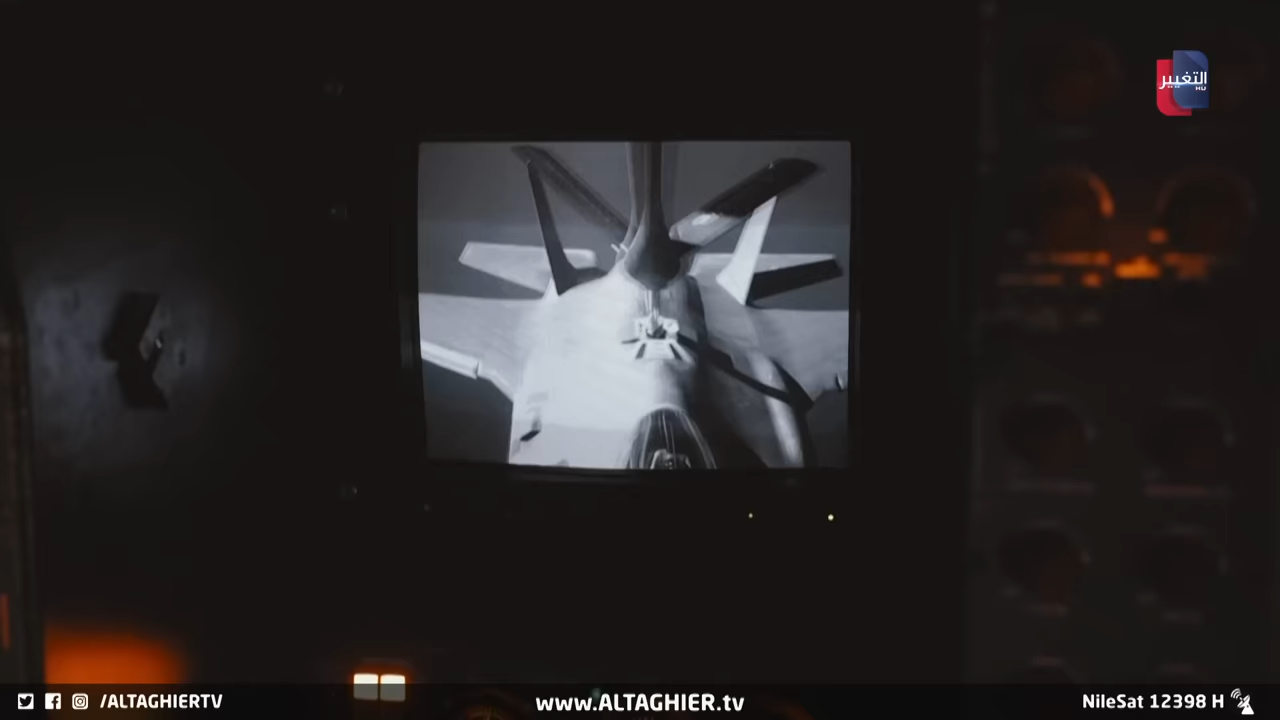 التغيير
HD
/ALTAGHIERTV
www.ALTAGHIER.tv
NileSat 12398 H